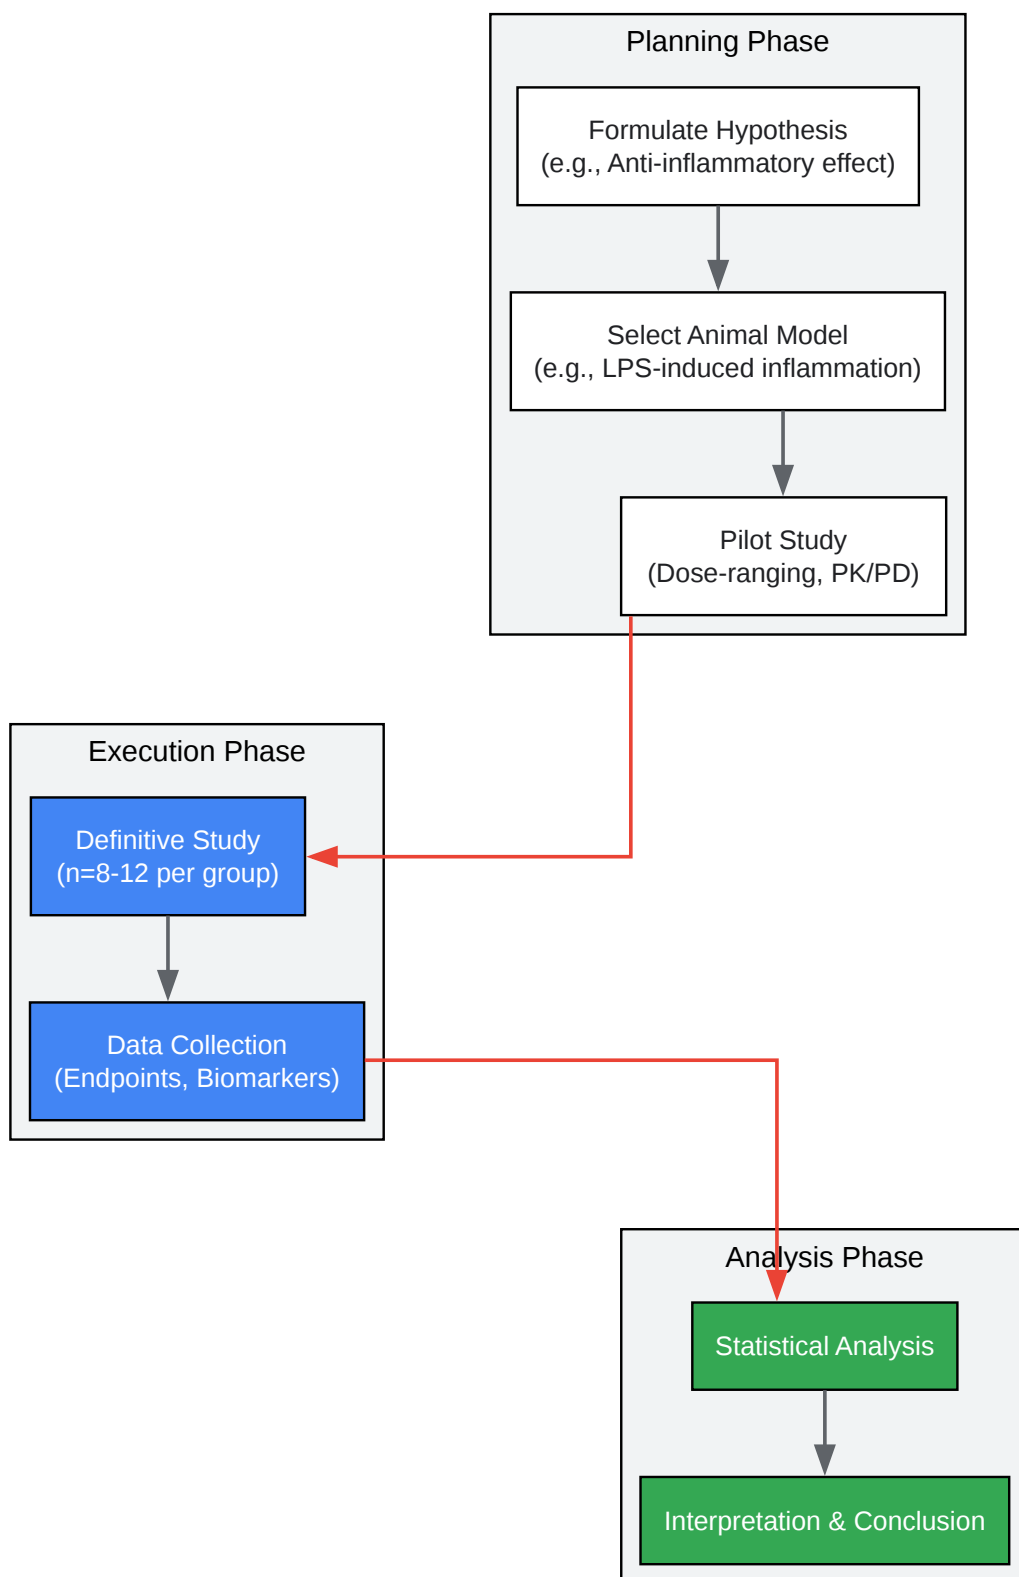 Planning Phase
Formulate Hypothesis
(e.g., Anti-inflammatory effect)
Select Animal Model
(e.g., LPS-induced inflammation)
Pilot Study
(Dose-ranging, PK/PD)
Execution Phase
Definitive Study
(n=8-12 per group)
Data Collection
(Endpoints, Biomarkers)
Analysis Phase
Statistical Analysis
Interpretation & Conclusion